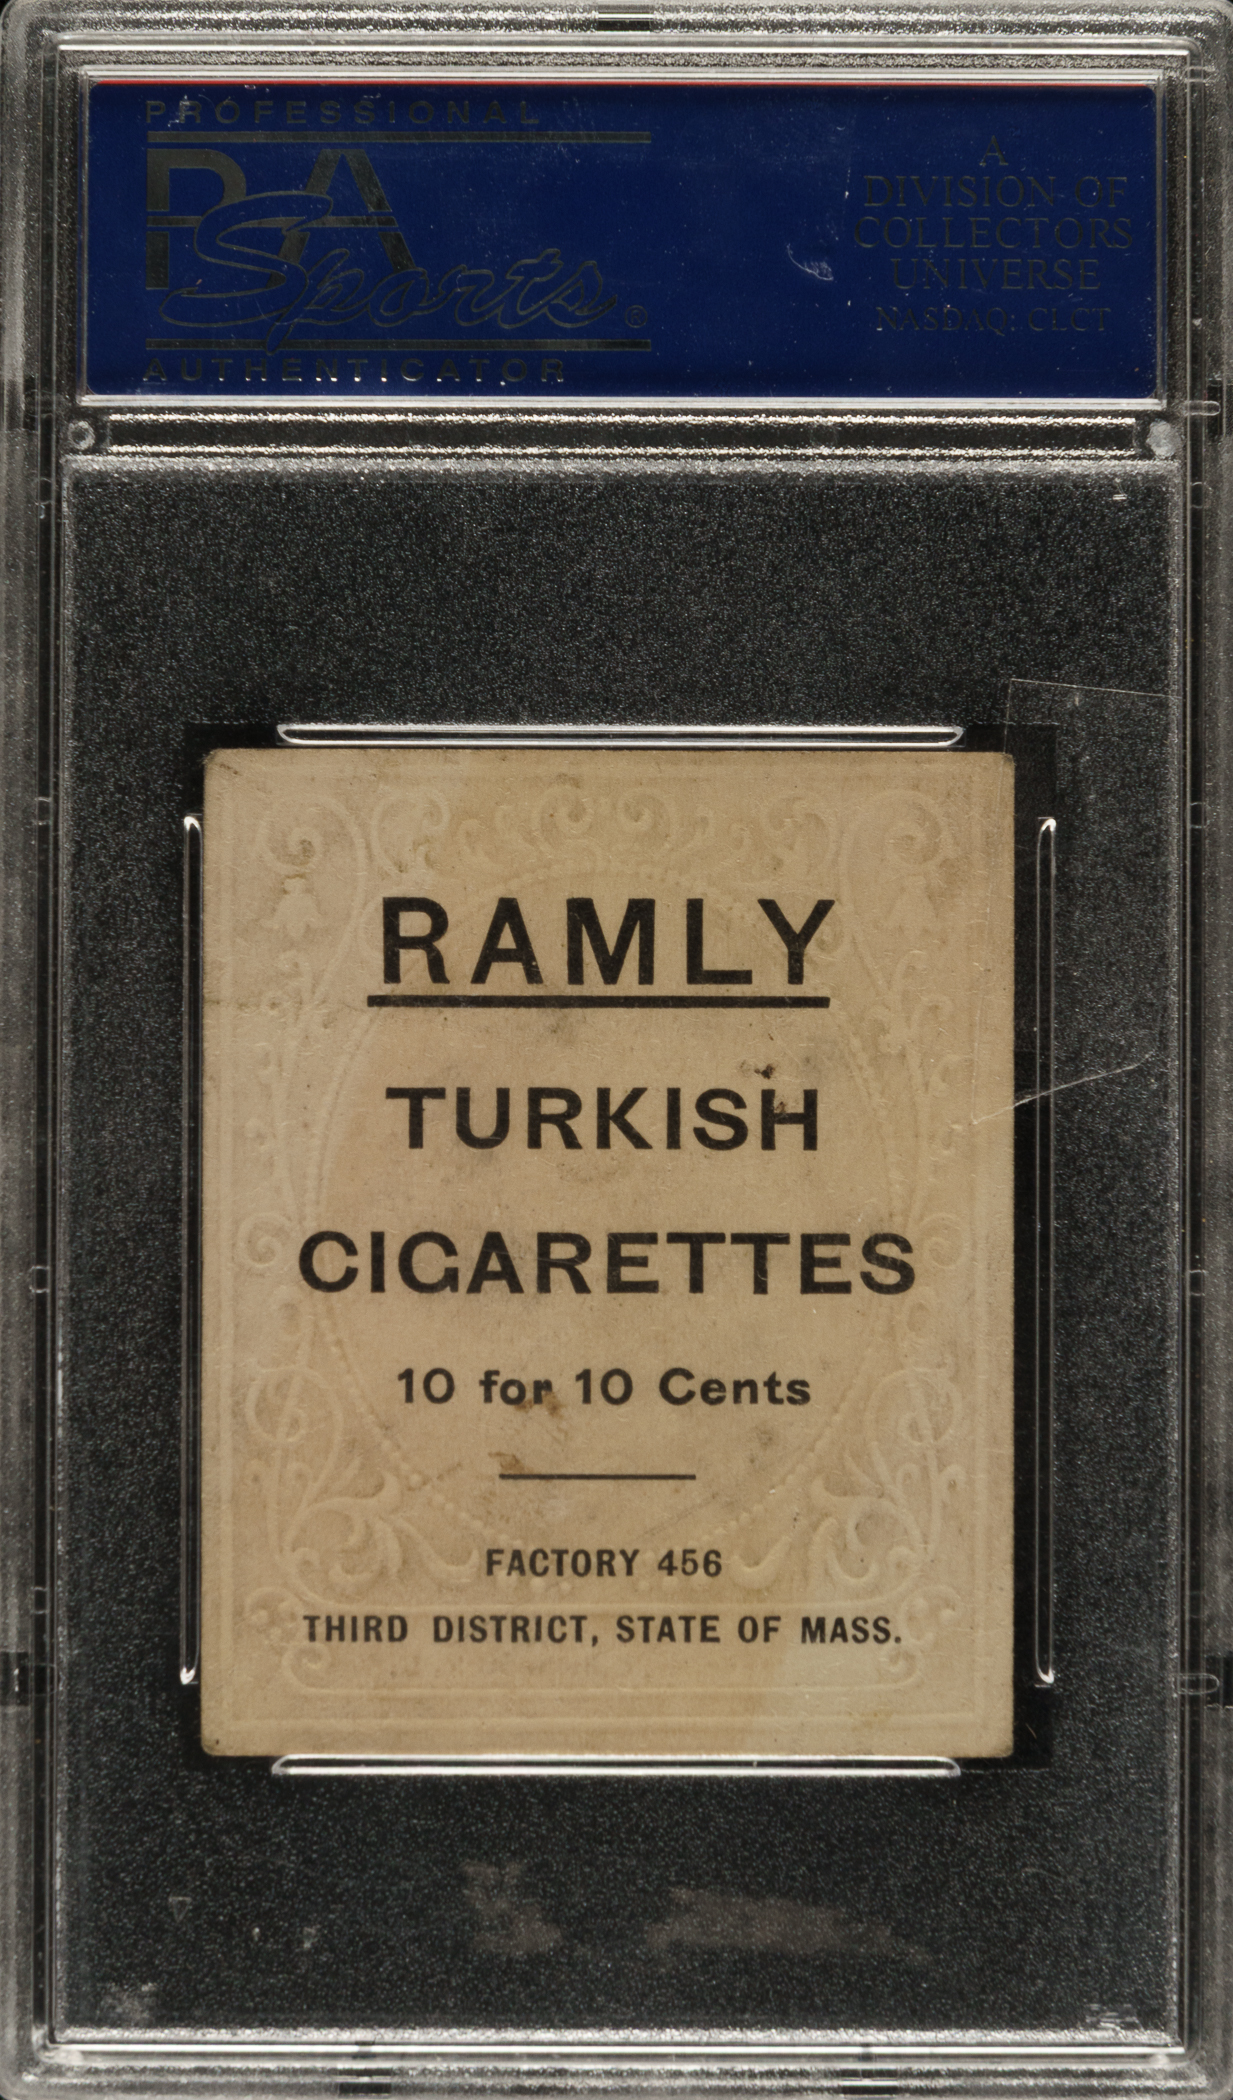 PROFESSIONAL
PSA
Sports®
AUTHENTICATOR
A
DIVISION OF
COLLECTORS
UNIVERSE
NASDAQ: CLCT
RAMLY
TURKISH
CIGARETTES
10 for 10 Cents
FACTORY 456
THIRD DISTRICT, STATE OF MASS.